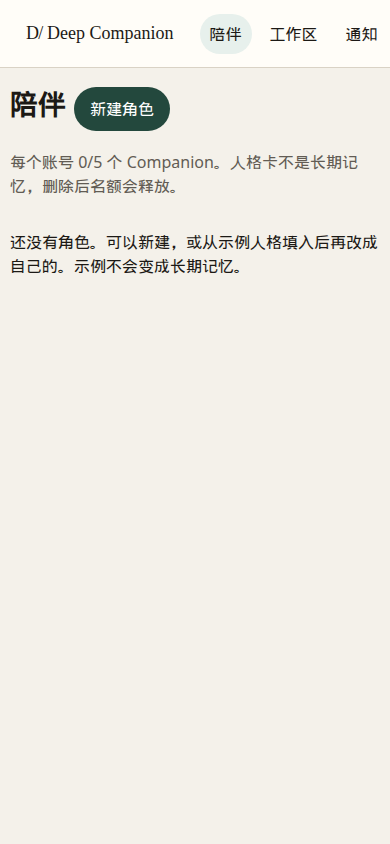 D/ Deep Companion 陪伴 工作区 通知
陪伴 新建角色
每个账号 0/5 个 Companion。人格卡不是长期记
忆，删除后名额会释放。
还没有角色。可以新建，或从示例人格填入后再改成
自己的。示例不会变成长期记忆。